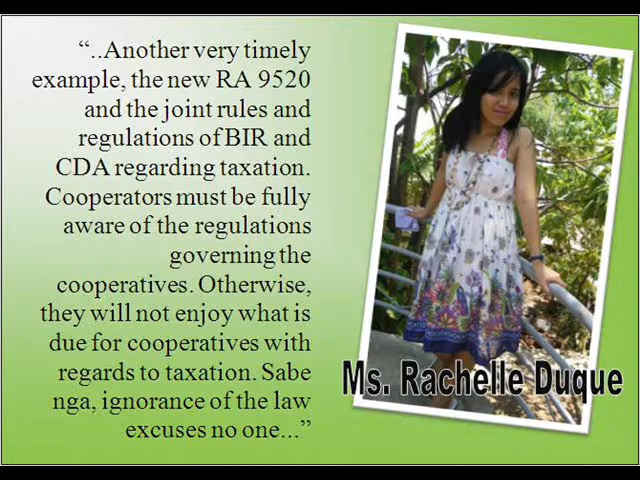 “..Another very timely
example, the new RA 9520
and the joint rules and
regulations of BIR and
CDA regarding taxation.
Cooperators must be fully
aware of the regulations
governing the
cooperatives. Otherwise,
they will not enjoy what is
due for cooperatives with
regards to taxation. Sabe
nga, ignorance of the law
excuses no one...”
Ms. Rachelle Duque